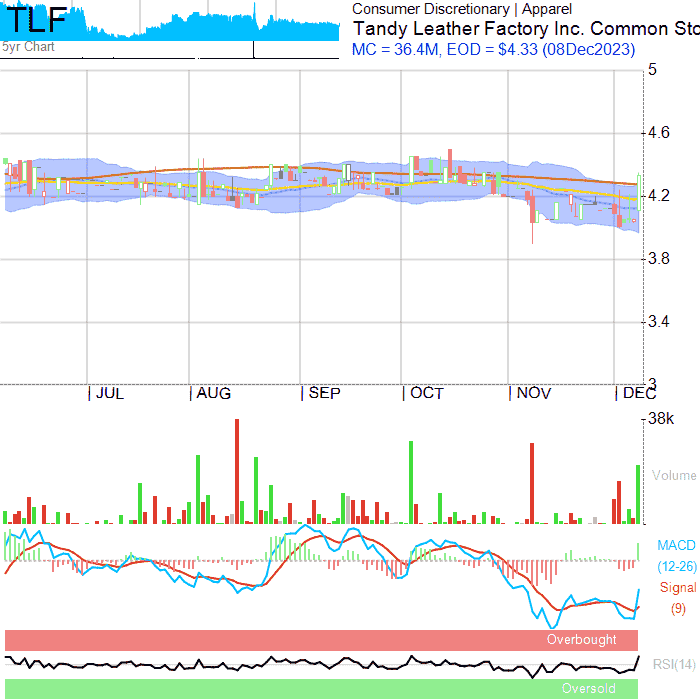 TLF
5yr Chart
Consumer Discretionary | Apparel
Tandy Leather Factory Inc. Common Sto
MC = 36.4M, EOD = $4.33 (08Dec2023)
5
4.6
4.2
3.8
3.4
3
JUL AUG SEP OCT NOV DEC
38k
Volume
MACD
(12-26)
Signal
(9)
Overbought
RSI(14)
Oversold